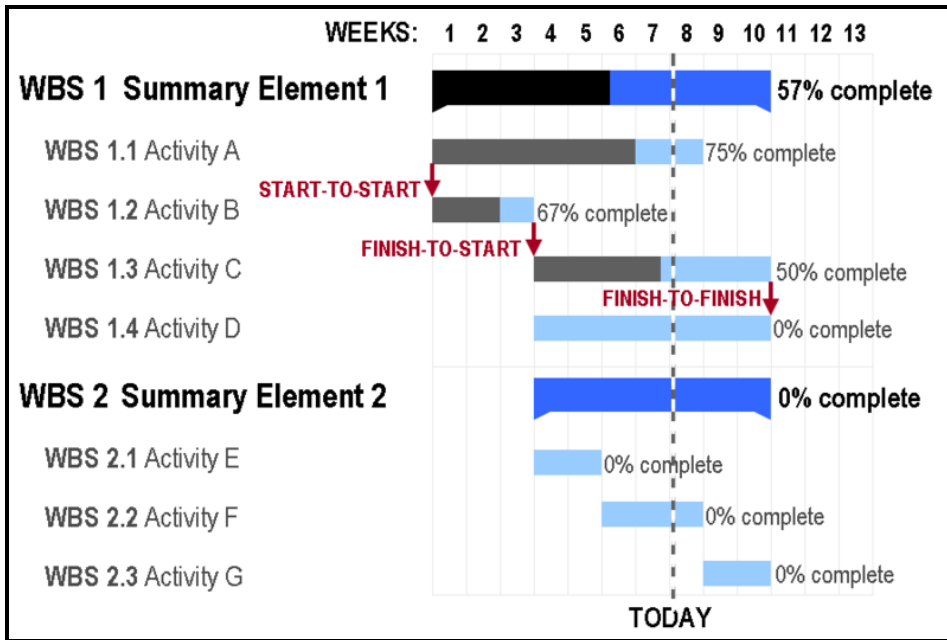 WEEKS: 1 2 3 4 5 6 7 8 9 10 11 12 13
WBS 1 Summary Element 1 57% complete
WBS 1.1 Activity A 75% complete
START-TO-START
WBS 1.2 Activity B 67% complete
FINISH-TO-START
WBS 1.3 Activity C 50% complete
FINISH-TO-FINISH
WBS 1.4 Activity D 0% complete
WBS 2 Summary Element 2 0% complete
WBS 2.1 Activity E 0% complete
WBS 2.2 Activity F 0% complete
WBS 2.3 Activity G 0% complete
TODAY